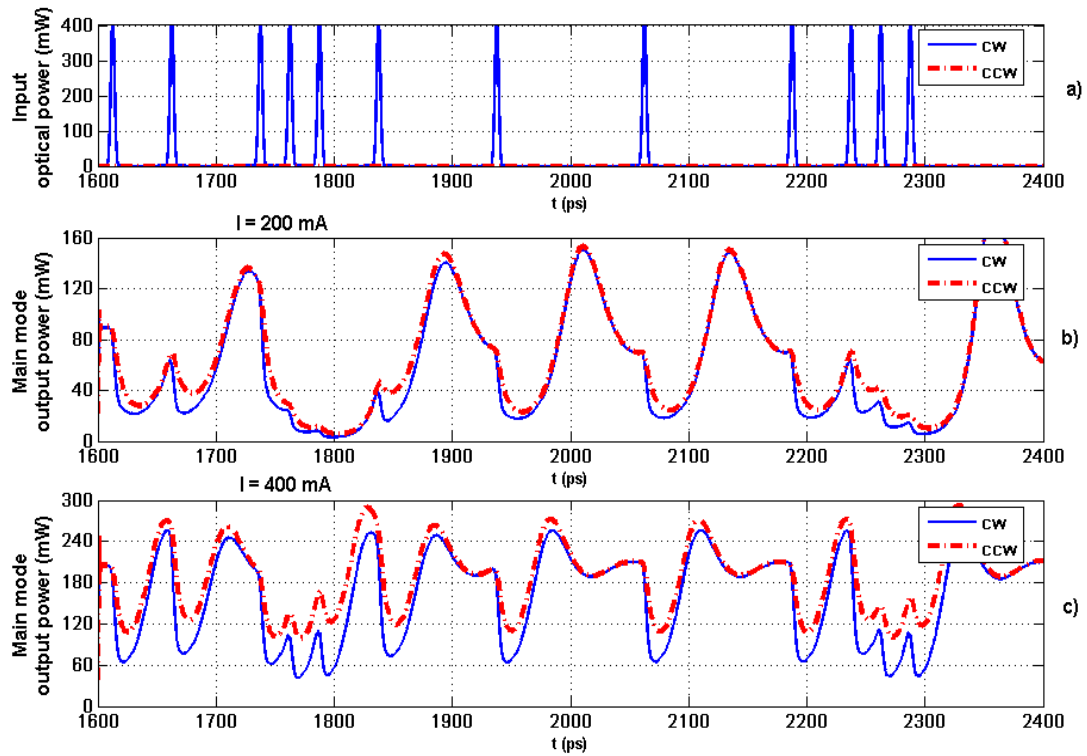 Input
optical power (mW)
400
300
200
100
0
1600 1700 1800 1900 2000 2100 2200 2300 2400
t (ps)
CW
CCW
a)
I = 200 mA
Main mode
output power (mW)
160
120
80
40
0
1600 1700 1800 1900 2000 2100 2200 2300 2400
t (ps)
CW
CCW
b)
I = 400 mA
Main mode
output power (mW)
300
240
180
120
60
0
1600 1700 1800 1900 2000 2100 2200 2300 2400
t (ps)
CW
CCW
c)